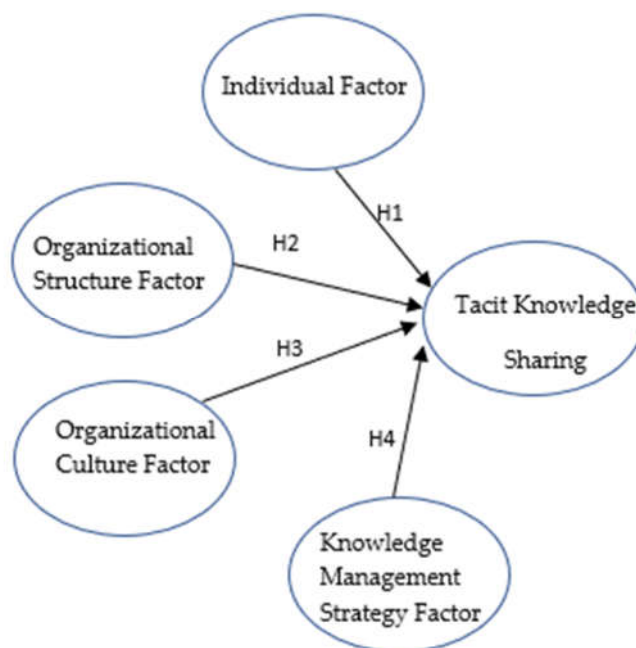 Individual Factor
H1
H2
Organizational
Structure Factor
Tacit Knowledge
Sharing
H3
Organizational
Culture Factor
H4
Knowledge
Management
Strategy Factor